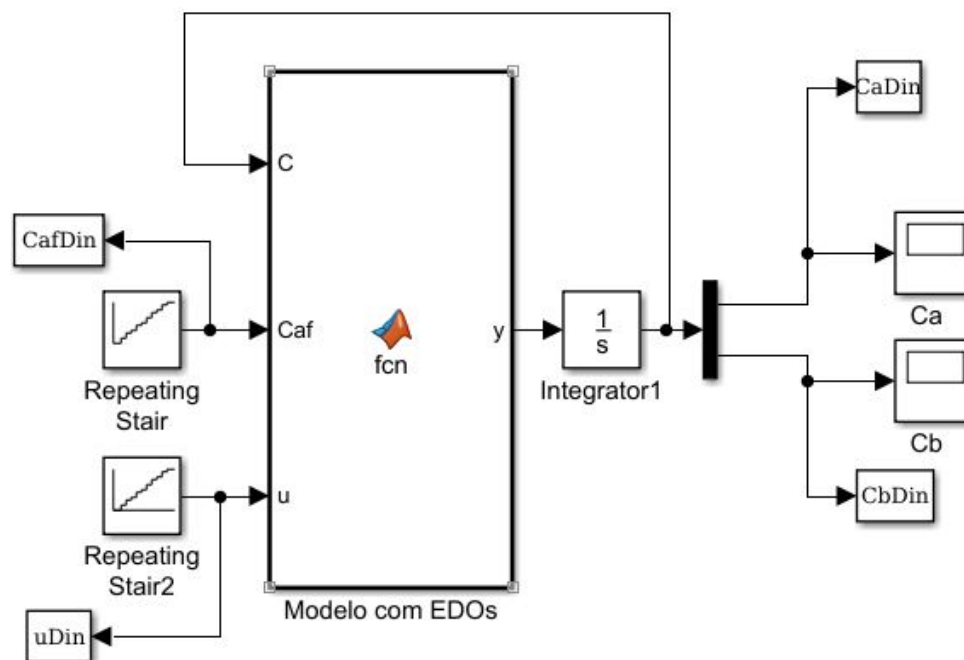 CaDin
C
CafDin
Caf
fcn
y
1
s
Integrator1
Ca
Repeating
Stair
Cb
u
CbDin
Repeating
Stair2
Modelo com EDOs
uDin